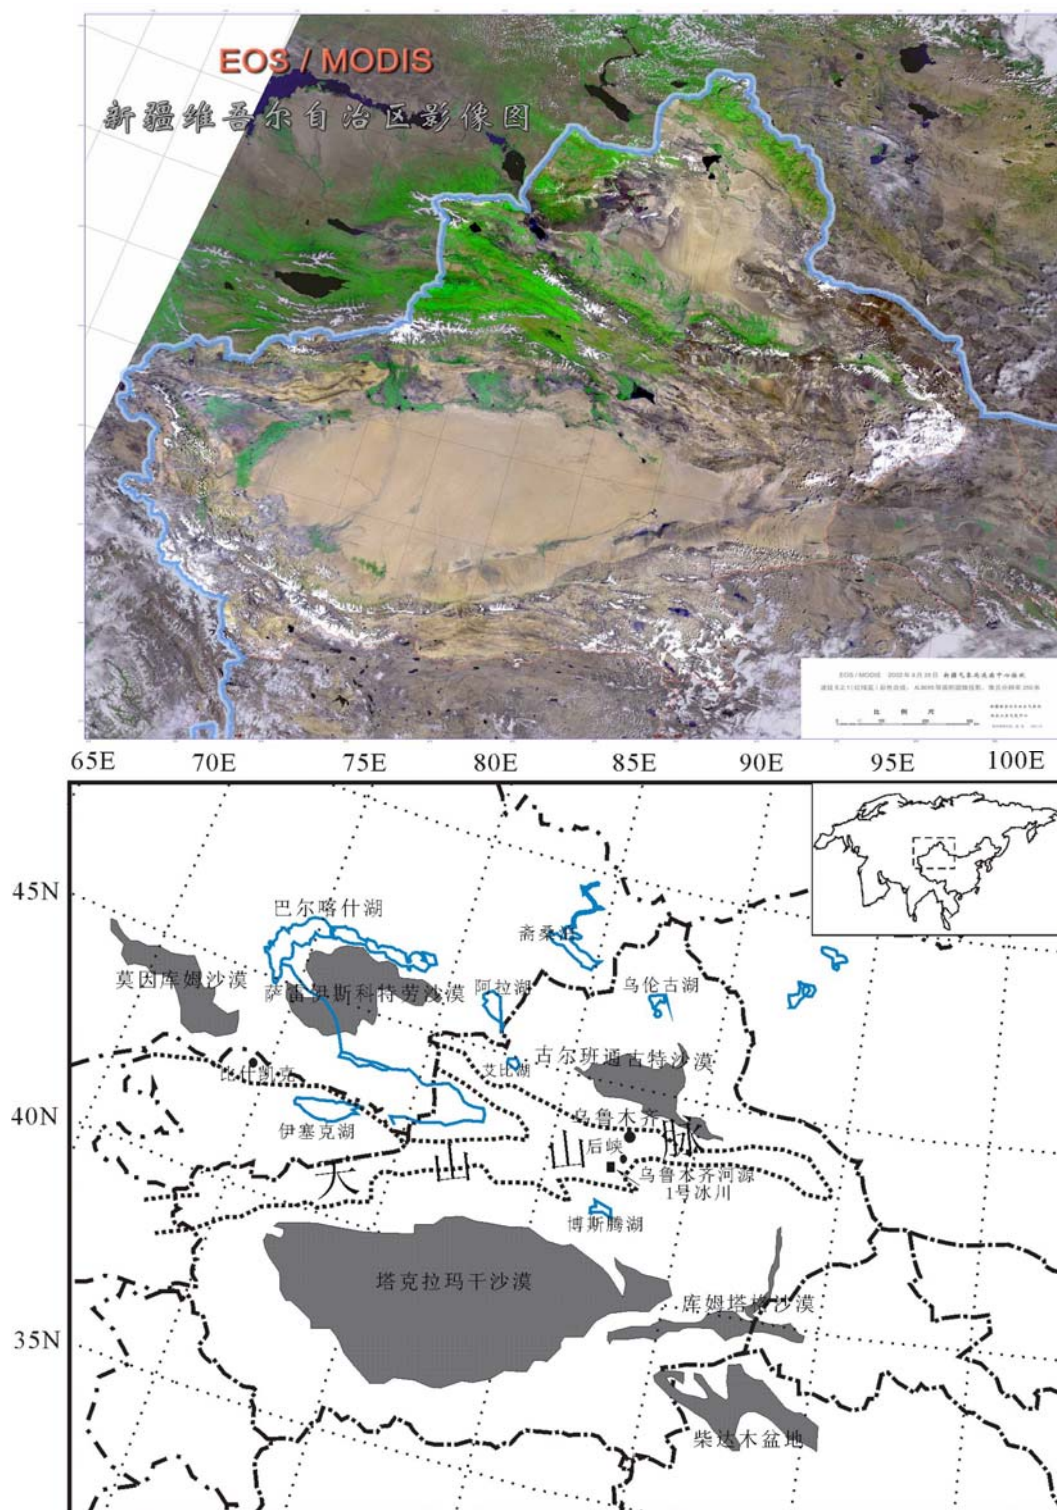 EOS / MODIS
新疆维吾尔自治区影像图
EOS / MODIS
比 例 尺
65E 70E 75E 80E 85E 90E 95E 100E
45N
40N
35N
巴尔喀什湖
斋桑泊
莫因库姆沙漠
萨雷伊斯科特劳沙漠
阿拉湖
乌伦古湖
艾比湖
古尔班通古特沙漠
比什凯克
伊塞克湖
乌鲁木齐
后峡
天 山 山 脉
乌鲁木齐河源
1号冰川
博斯腾湖
塔克拉玛干沙漠
库姆塔格沙漠
柴达木盆地